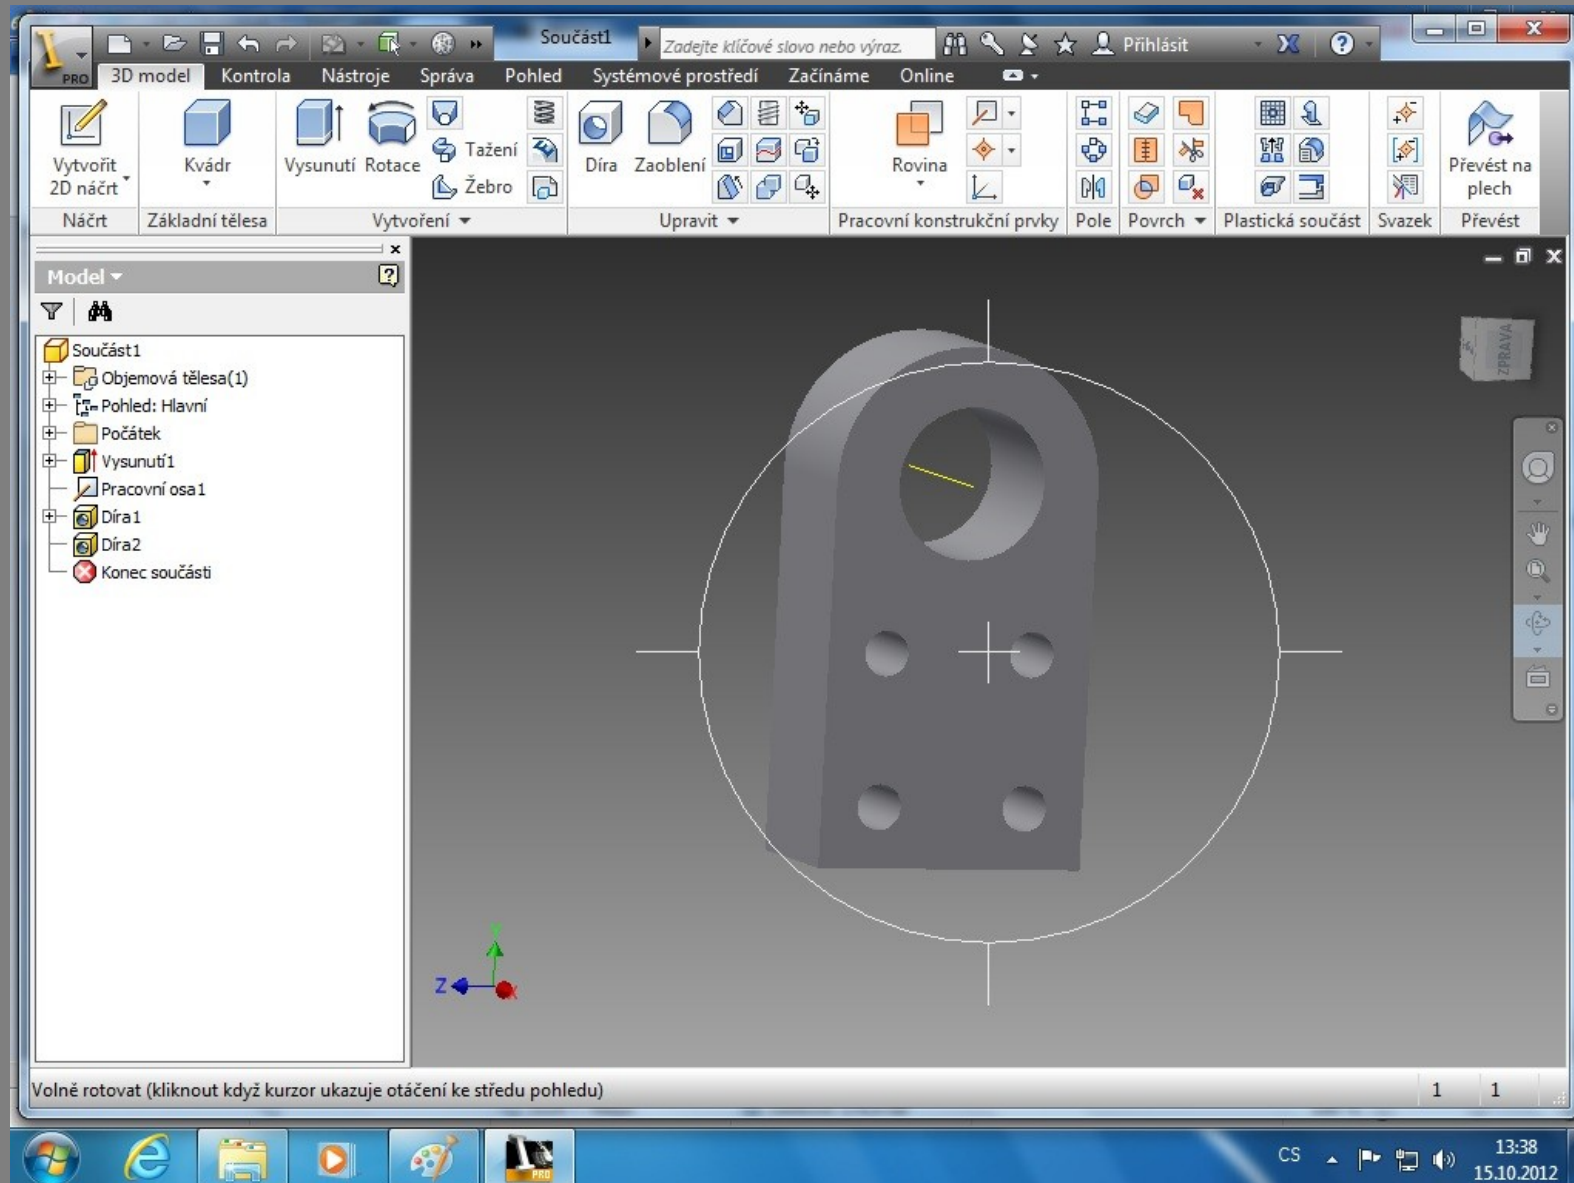 Součást1
Zadejte klíčové slovo nebo výraz.
Přihlásit
PRO
3D model Kontrola Nástroje Správa Pohled Systémové prostředí Začínáme Online
Vytvořit
2D náčrt
Kvádr
Vysunutí Rotace
Tažení
Žebro
Díra Zaoblení
Rovina
Převést na
plech
Náčrt Základní tělesa Vytvoření Upravit Pracovní konstrukční prvky Pole Povrch Plastická součást Svazek Převést
Model
Součást1
Objemová tělesa(1)
Pohled: Hlavní
Počátek
Vysunutí1
Pracovní osa1
Díra1
Díra2
Konec součásti
ZPRAVA
Y
Z
X
Volně rotovat (kliknout když kurzor ukazuje otáčení ke středu pohledu)
1 1
PRO
CS
13:38
15.10.2012